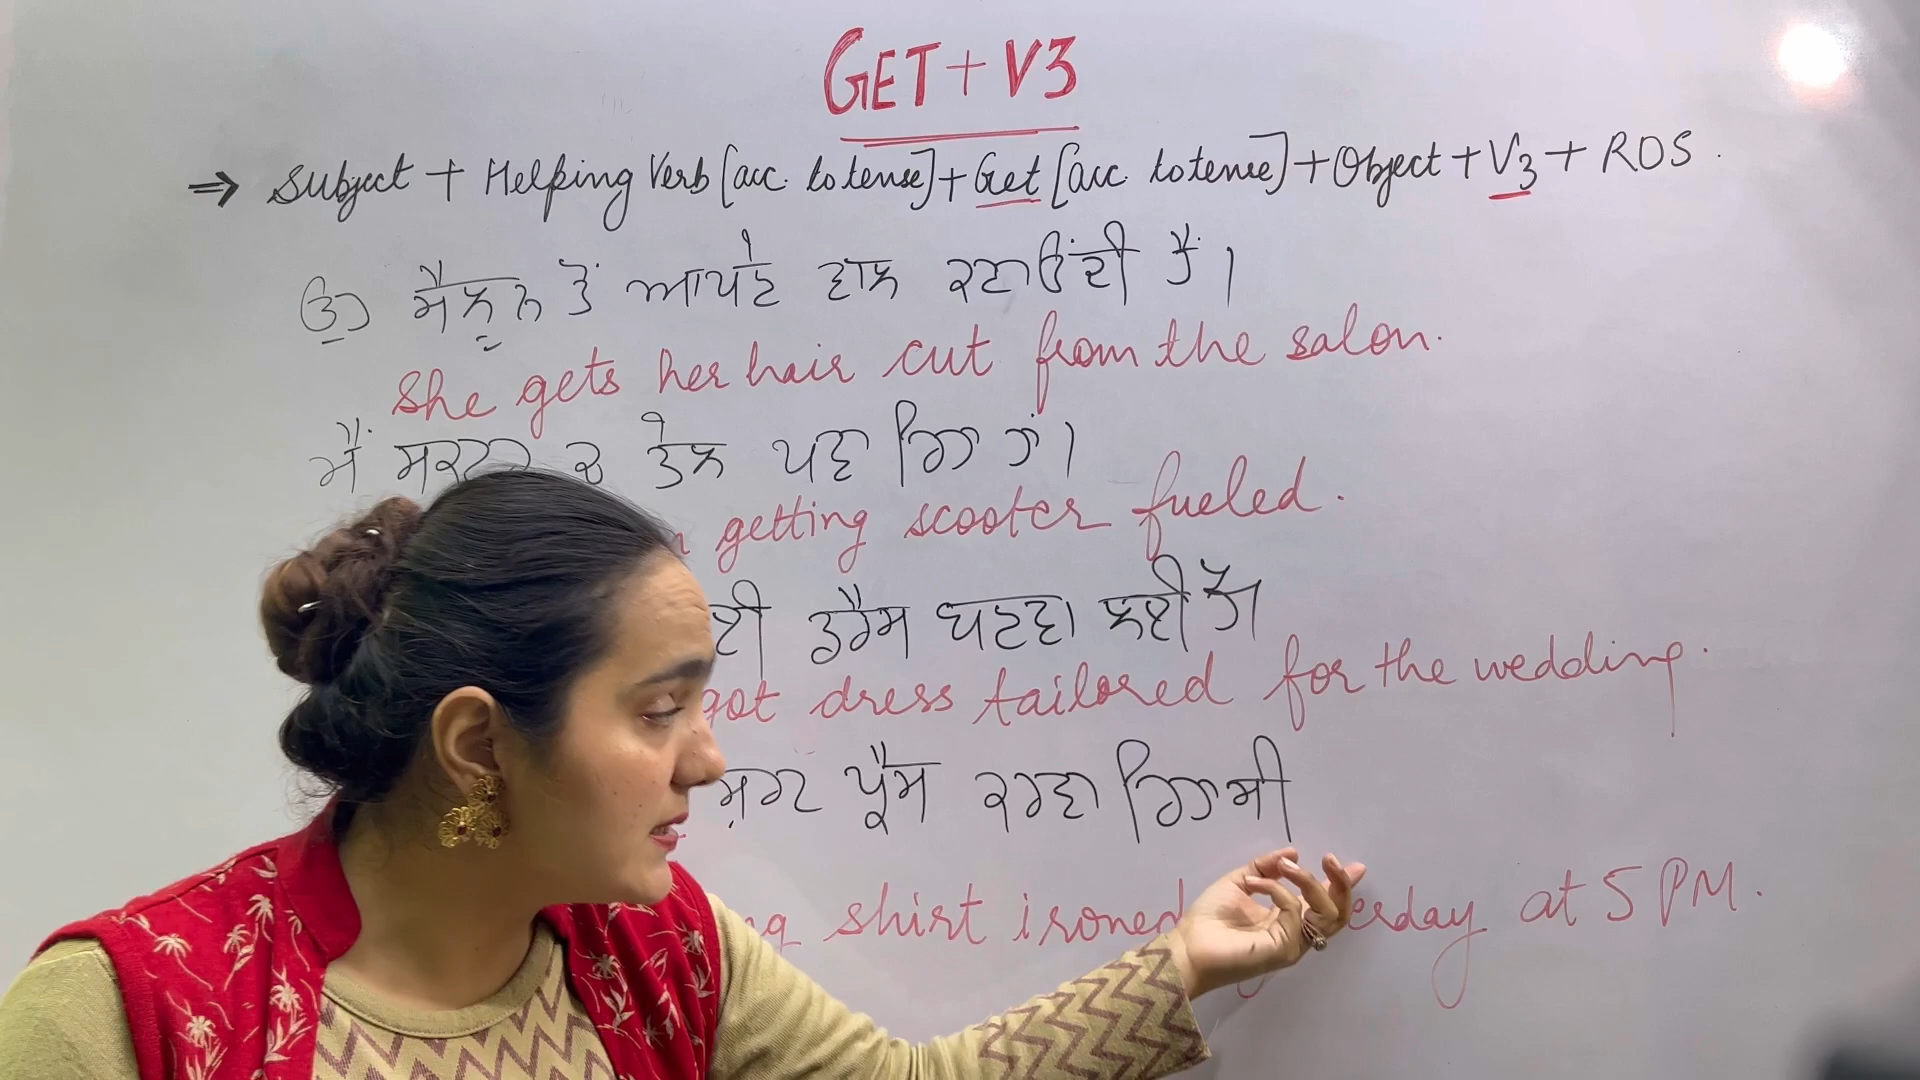 GET + V3
⇒ Subject + Helping Verb [acc. to tense] + Get [acc. to tense] + Object + V3 + ROS.
ਉਹ ਸੈਲੂਨ ਤੋਂ ਆਪਣੇ ਵਾਲ ਕਟਾਉਂਦੀ ਹੈ।
She gets her hair cut from the salon.
ਮੈਂ ਸਕੂਟਰ ਚ ਤੇਲ ਪਵਾ ਰਿਹਾ ਹਾਂ।
getting scooter fueled.
ਡਰੈਸ ਬਣਵਾ ਲਈ ਹੈ।
got dress tailored for the wedding.
ਸ਼ਰਟ ਪ੍ਰੈਸ ਕਰਵਾ ਰਿਹਾ ਸੀ
shirt ironed at 5 PM.